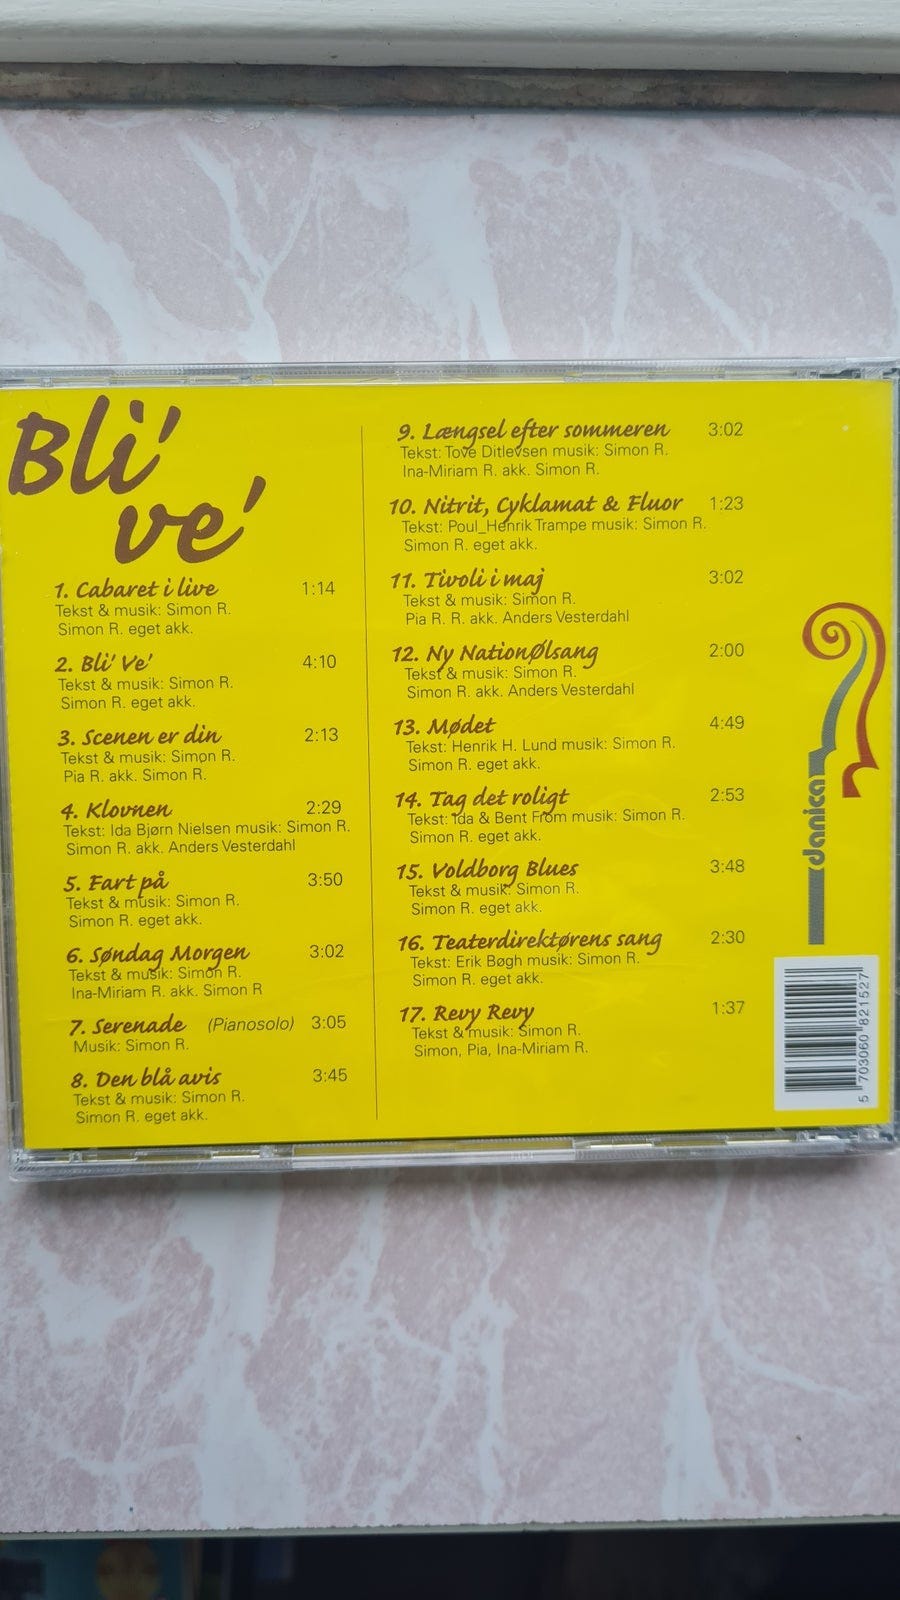 Bli'
ve'
1. Cabaret i live 1:14
Tekst & musik: Simon R.
Simon R. eget akk.
2. Bli' Ve' 4:10
Tekst & musik: Simon R.
Simon R. eget akk.
3. Scenen er din 2:13
Tekst & musik: Simon R.
Pia R. akk. Simon R.
4. Klovnen 2:29
Tekst: Ida Bjørn Nielsen musik: Simon R.
Simon R. akk. Anders Vesterdahl
5. Fart på 3:50
Tekst & musik: Simon R.
Simon R. eget akk.
6. Søndag Morgen 3:02
Tekst & musik: Simon R.
Ina-Miriam R. akk. Simon R
7. Serenade (Pianosolo) 3:05
Musik: Simon R.
8. Den blå avis 3:45
Tekst & musik: Simon R.
Simon R. eget akk.
9. Længsel efter sommeren 3:02
Tekst: Tove Ditlevsen musik: Simon R.
Ina-Miriam R. akk. Simon R.
10. Nitrit, Cyklamat & Fluor 1:23
Tekst: Poul_Henrik Trampe musik: Simon R.
Simon R. eget akk.
11. Tivoli i maj 3:02
Tekst & musik: Simon R.
Pia R. R. akk. Anders Vesterdahl
12. Ny NationØlsang 2:00
Tekst & musik: Simon R.
Simon R. akk. Anders Vesterdahl
13. Mødet 4:49
Tekst: Henrik H. Lund musik: Simon R.
Simon R. eget akk.
14. Tag det roligt 2:53
Tekst: Ida & Bent From musik: Simon R.
Simon R. eget akk.
15. Voldborg Blues 3:48
Tekst & musik: Simon R.
Simon R. eget akk.
16. Teaterdirektørens sang 2:30
Tekst: Erik Bøgh musik: Simon R.
Simon R. eget akk.
17. Revy Revy 1:37
Tekst & musik: Simon R.
Simon, Pia, Ina-Miriam R.
danica
5 703060 821527